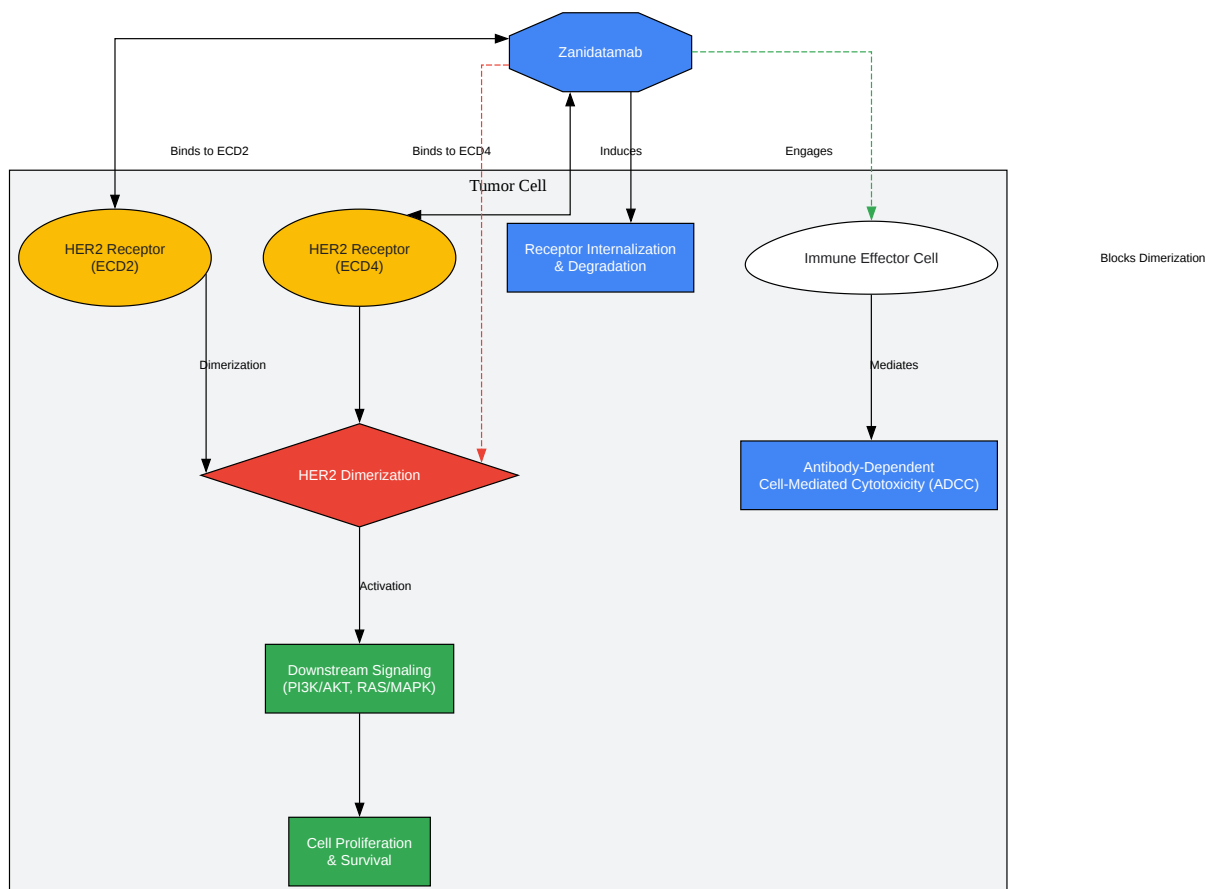 Zanidatamab
Binds to ECD2
Binds to ECD4
Induces
Engages
Tumor Cell
HER2 Receptor
(ECD2)
HER2 Receptor
(ECD4)
Receptor Internalization
& Degradation
Immune Effector Cell
Blocks Dimerization
Dimerization
Mediates
HER2 Dimerization
Antibody-Dependent
Cell-Mediated Cytotoxicity (ADCC)
Activation
Downstream Signaling
(PI3K/AKT, RAS/MAPK)
Cell Proliferation
& Survival